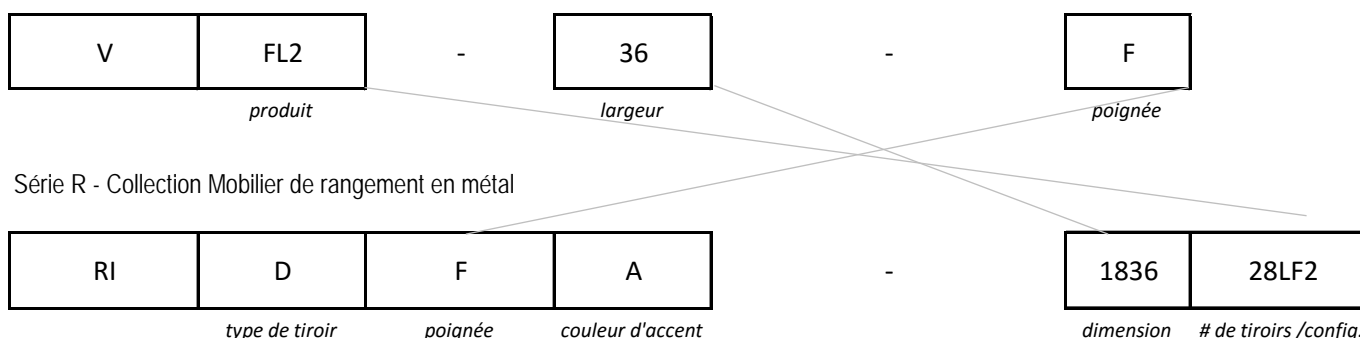 V FL2 - 36 - F
produit largeur poignée
Série R - Collection Mobilier de rangement en métal
RI D F A - 1836 28LF2
type de tiroir poignée couleur d'accent dimension # de tiroirs /config.